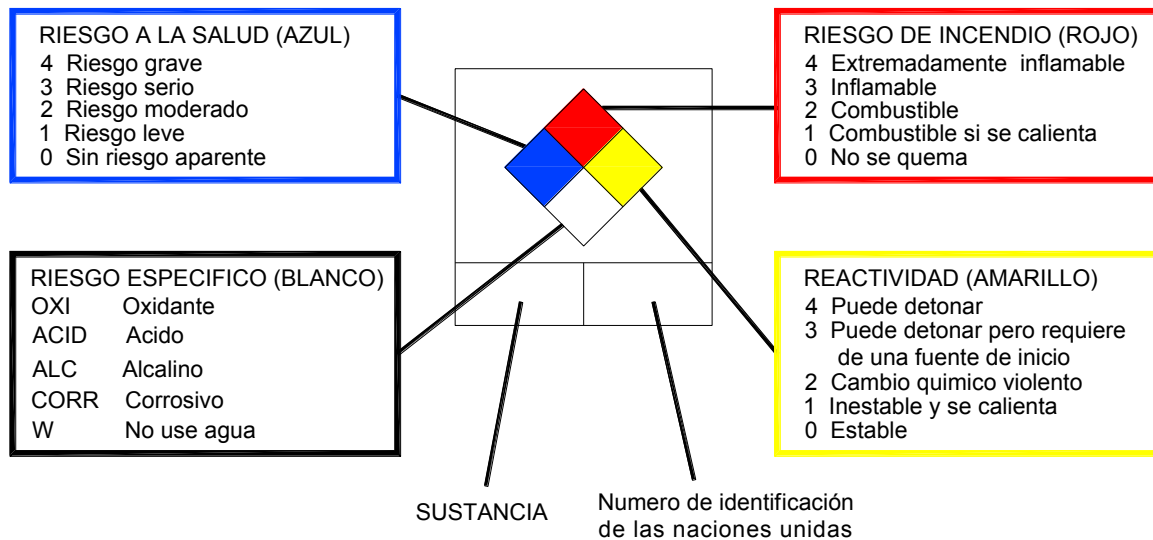 RIESGO A LA SALUD (AZUL)
4 Riesgo grave
3 Riesgo serio
2 Riesgo moderado
1 Riesgo leve
0 Sin riesgo aparente
RIESGO DE INCENDIO (ROJO)
4 Extremadamente inflamable
3 Inflamable
2 Combustible
1 Combustible si se calienta
0 No se quema
RIESGO ESPECIFICO (BLANCO)
OXI Oxidante
ACID Acido
ALC Alcalino
CORR Corrosivo
W No use agua
REACTIVIDAD (AMARILLO)
4 Puede detonar
3 Puede detonar pero requiere
de una fuente de inicio
2 Cambio quimico violento
1 Inestable y se calienta
0 Estable
SUSTANCIA
Numero de identificación
de las naciones unidas